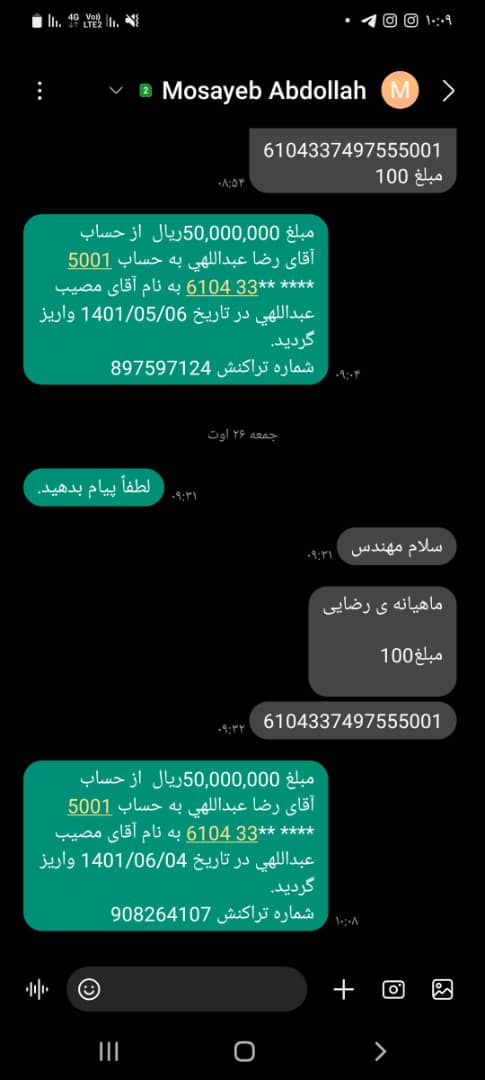 4G Vo))
LTE2
۱۰:۰۹
2 Mosayeb Abdollah M
6104337497555001
مبلغ 100
۰۸:۵۴
مبلغ 50,000,000ریال از حساب
آقای رضا عبداللهي به حساب 5001
**** **33 6104 به نام آقای مصیب
عبداللهي در تاریخ 1401/05/06 واریز
گردید.
شماره تراکنش 897597124
۰۹:۰۴
جمعه ۲۶ اوت
لطفاً پیام بدهید.
۰۹:۳۱
سلام مهندس
۰۹:۳۱
ماهیانه ی رضایی
مبلغ100
6104337497555001
۰۹:۳۲
مبلغ 50,000,000ریال از حساب
آقای رضا عبداللهي به حساب 5001
**** **33 6104 به نام آقای مصیب
عبداللهي در تاریخ 1401/06/04 واریز
گردید.
شماره تراکنش 908264107
۱۰:۰۸